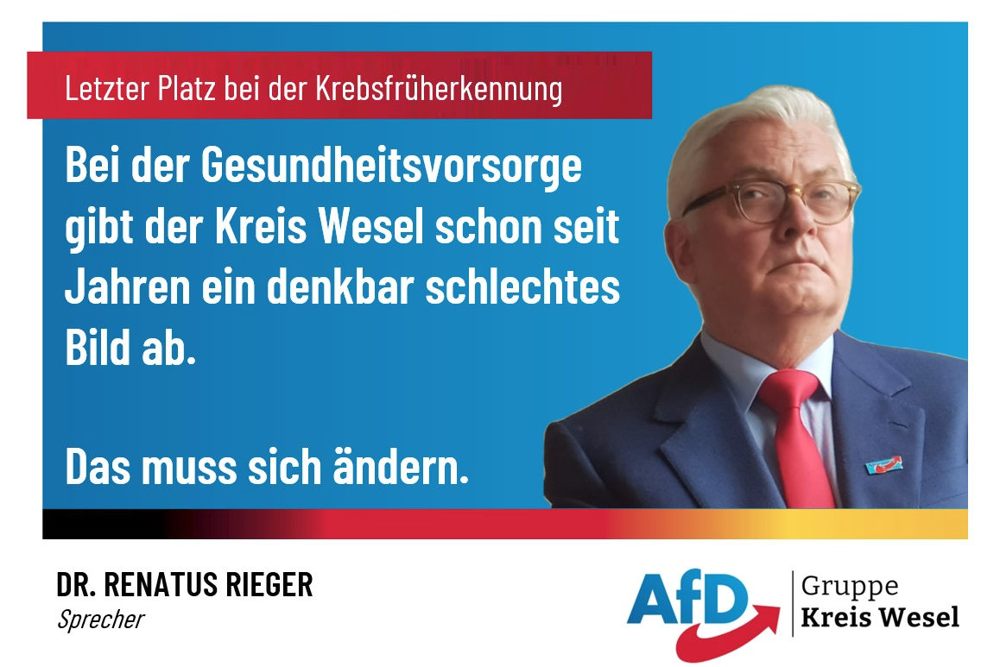 Letzter Platz bei der Krebsfrüherkennung
Bei der Gesundheitsvorsorge
gibt der Kreis Wesel schon seit
Jahren ein denkbar schlechtes
Bild ab.
Das muss sich ändern.
DR. RENATUS RIEGER
Sprecher
AfD
Gruppe
Kreis Wesel